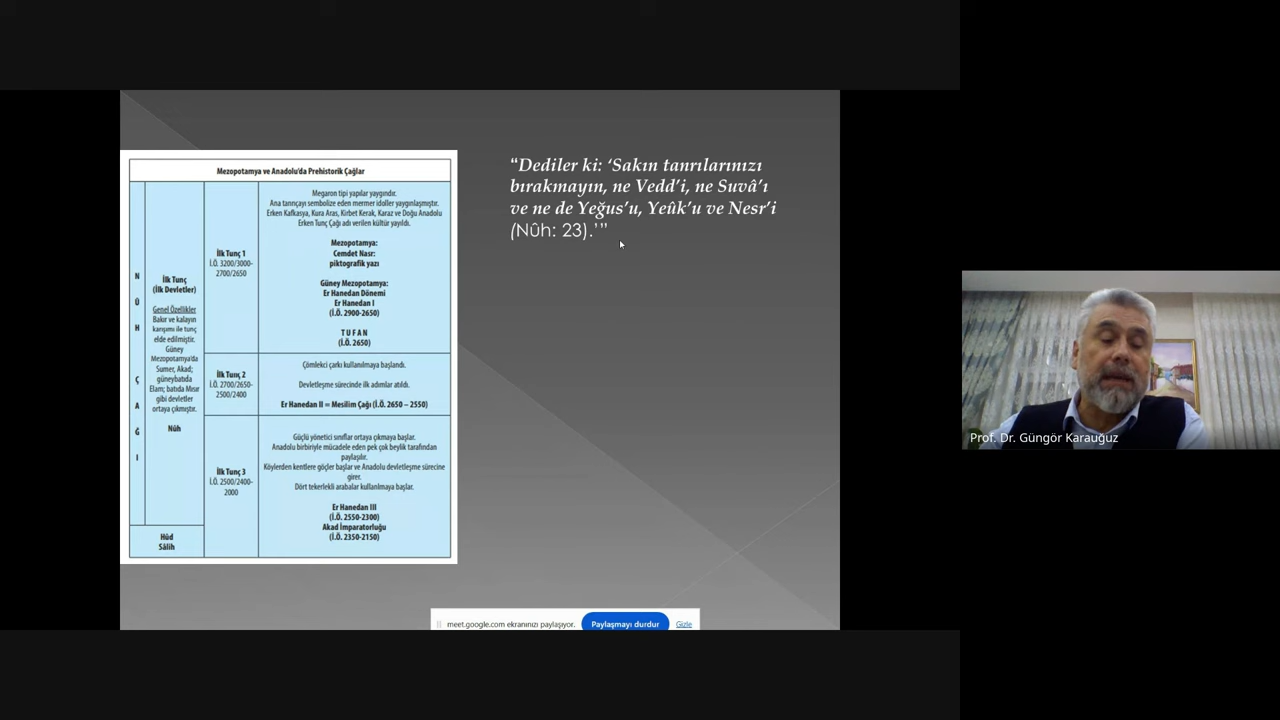 Mezopotamya ve Anadolu'da Prehistorik Çağlar
N
Û
H
Ç
A
Ğ
I
İlk Tunç
(İlk Devletler)
Genel Özellikler
Bakır ve kalayın
karışımı ile tunç
elde edilmiştir.
Güney
Mezopotamya'da
Sumer, Akad;
güneybatıda
Elam; batıda Mısır
gibi devletler
ortaya çıkmıştır.
Nûh
Hûd
Sâlih
İlk Tunç 1
İ.Ö. 3200/3000-
2700/2650
Megaron tipi yapılar yaygındır.
Ana tanrıçayı sembolize eden mermer idoller yaygınlaşmıştır.
Erken Kafkasya, Kura Aras, Kirbet Kerak, Karaz ve Doğu Anadolu
Erken Tunç Çağı adı verilen kültür yayıldı.
Mezopotamya:
Cemdet Nasr:
piktografik yazı
Güney Mezopotamya:
Er Hanedan Dönemi
Er Hanedan I
(İ.Ö. 2900-2650)
T U F A N
(İ.Ö. 2650)
İlk Tunç 2
İ.Ö. 2700/2650-
2500/2400
Çömlekçi çarkı kullanılmaya başlandı.
Devletleşme sürecinde ilk adımlar atıldı.
Er Hanedan II = Mesilim Çağı (İ.Ö. 2650 – 2550)
İlk Tunç 3
İ.Ö. 2500/2400-
2000
Güçlü yönetici sınıflar ortaya çıkmaya başlar.
Anadolu birbiriyle mücadele eden pek çok beylik tarafından
paylaşılır.
Köylerden kentlere göçler başlar ve Anadolu devletleşme sürecine
girer.
Dört tekerlekli arabalar kullanılmaya başlar.
Er Hanedan III
(İ.Ö. 2550-2300)
Akad İmparatorluğu
(İ.Ö. 2350-2150)
"Dediler ki: 'Sakın tanrılarınızı
bırakmayın, ne Vedd'i, ne Suvâ'ı
ve ne de Yeğus'u, Yeûk'u ve Nesr'i
(Nûh: 23).'"
meet.google.com ekranınızı paylaşıyor.
Paylaşmayı durdur
Gizle
Prof. Dr. Güngör Karauğuz